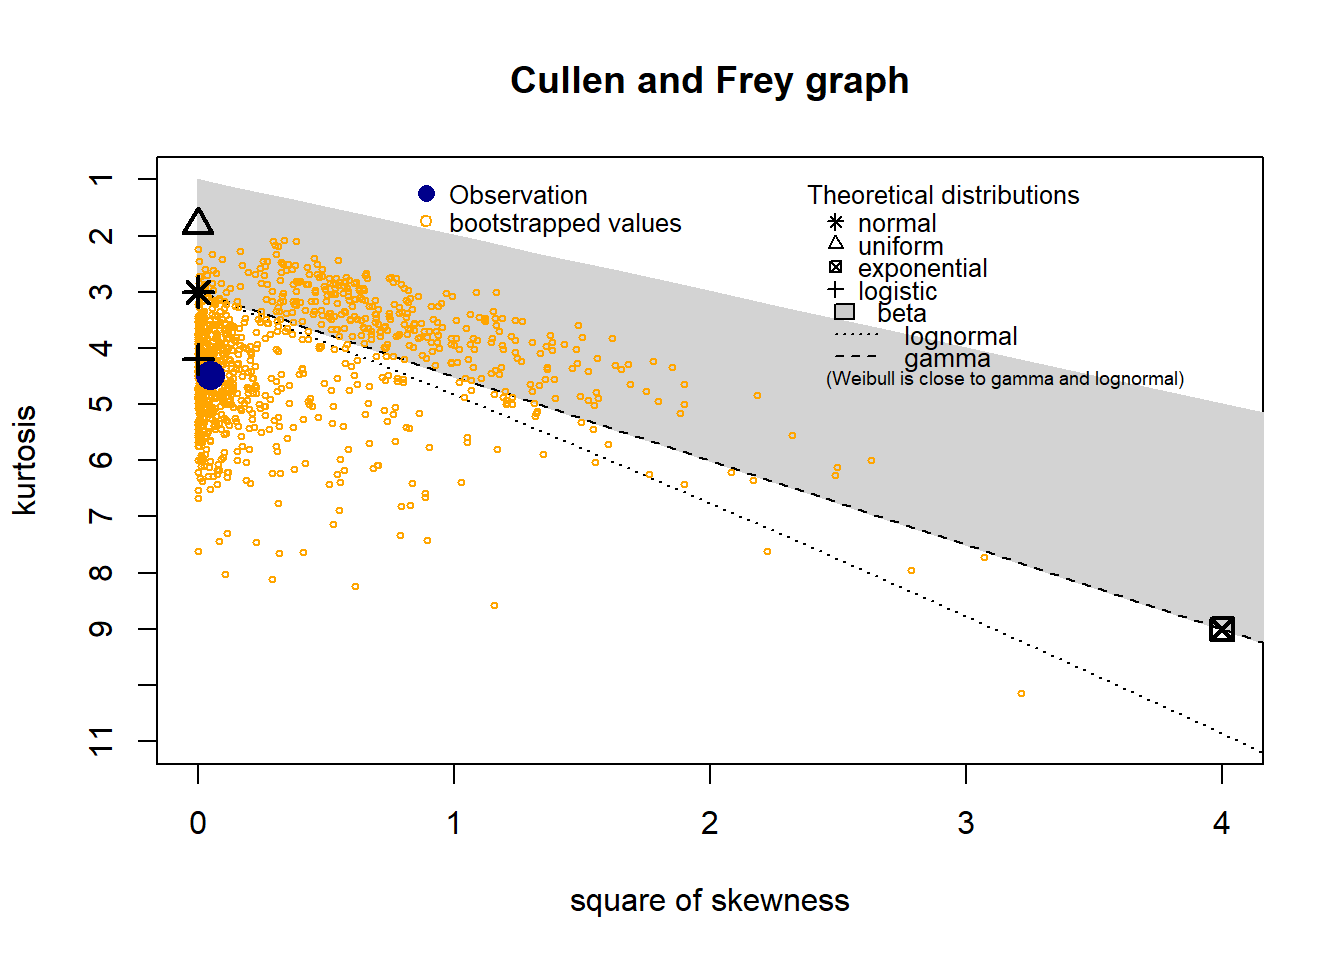 Cullen and Frey graph
Observation
bootstrapped values
Theoretical distributions
normal
uniform
exponential
logistic
beta
lognormal
gamma
(Weibull is close to gamma and lognormal)
kurtosis
1
2
3
4
5
6
7
8
9
11
0 1 2 3 4
square of skewness